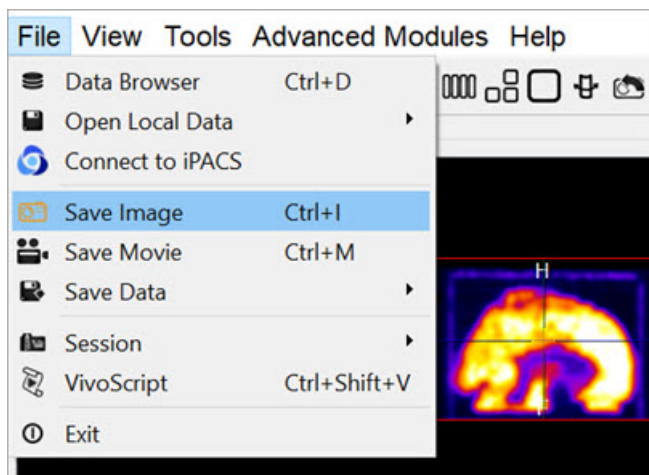 File View Tools Advanced Modules Help
Data Browser Ctrl+D
Open Local Data
Connect to iPACS
Save Image Ctrl+I
Save Movie Ctrl+M
Save Data
Session
VivoScript Ctrl+Shift+V
Exit
H